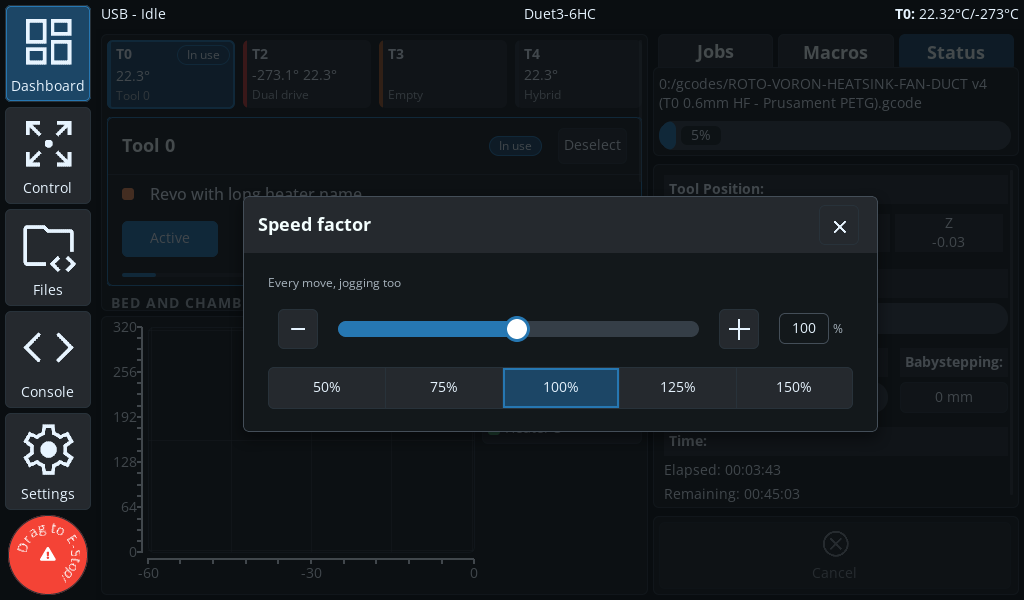 USB - Idle
Duet3-6HC
T0: 22.32°C/-273°C
Dashboard
Control
Files
Console
Settings
Drag to E-Stop!
T0
In use
22.3°
Tool 0
T2
-273.1° 22.3°
Dual drive
T3
Empty
T4
22.3°
Hybrid
Tool 0
In use
Deselect
Revo with long heater name
Active
BED AND CHAMB
320
256
192
128
64
0
-60
-30
0
Speed factor
Every move, jogging too
100
%
50%
75%
100%
125%
150%
Jobs
Macros
Status
0:/gcodes/ROTO-VORON-HEATSINK-FAN-DUCT v4
(T0 0.6mm HF - Prusament PETG).gcode
5%
Tool Position:
Z
-0.03
Babystepping:
0 mm
Time:
Elapsed: 00:03:43
Remaining: 00:45:03
Cancel